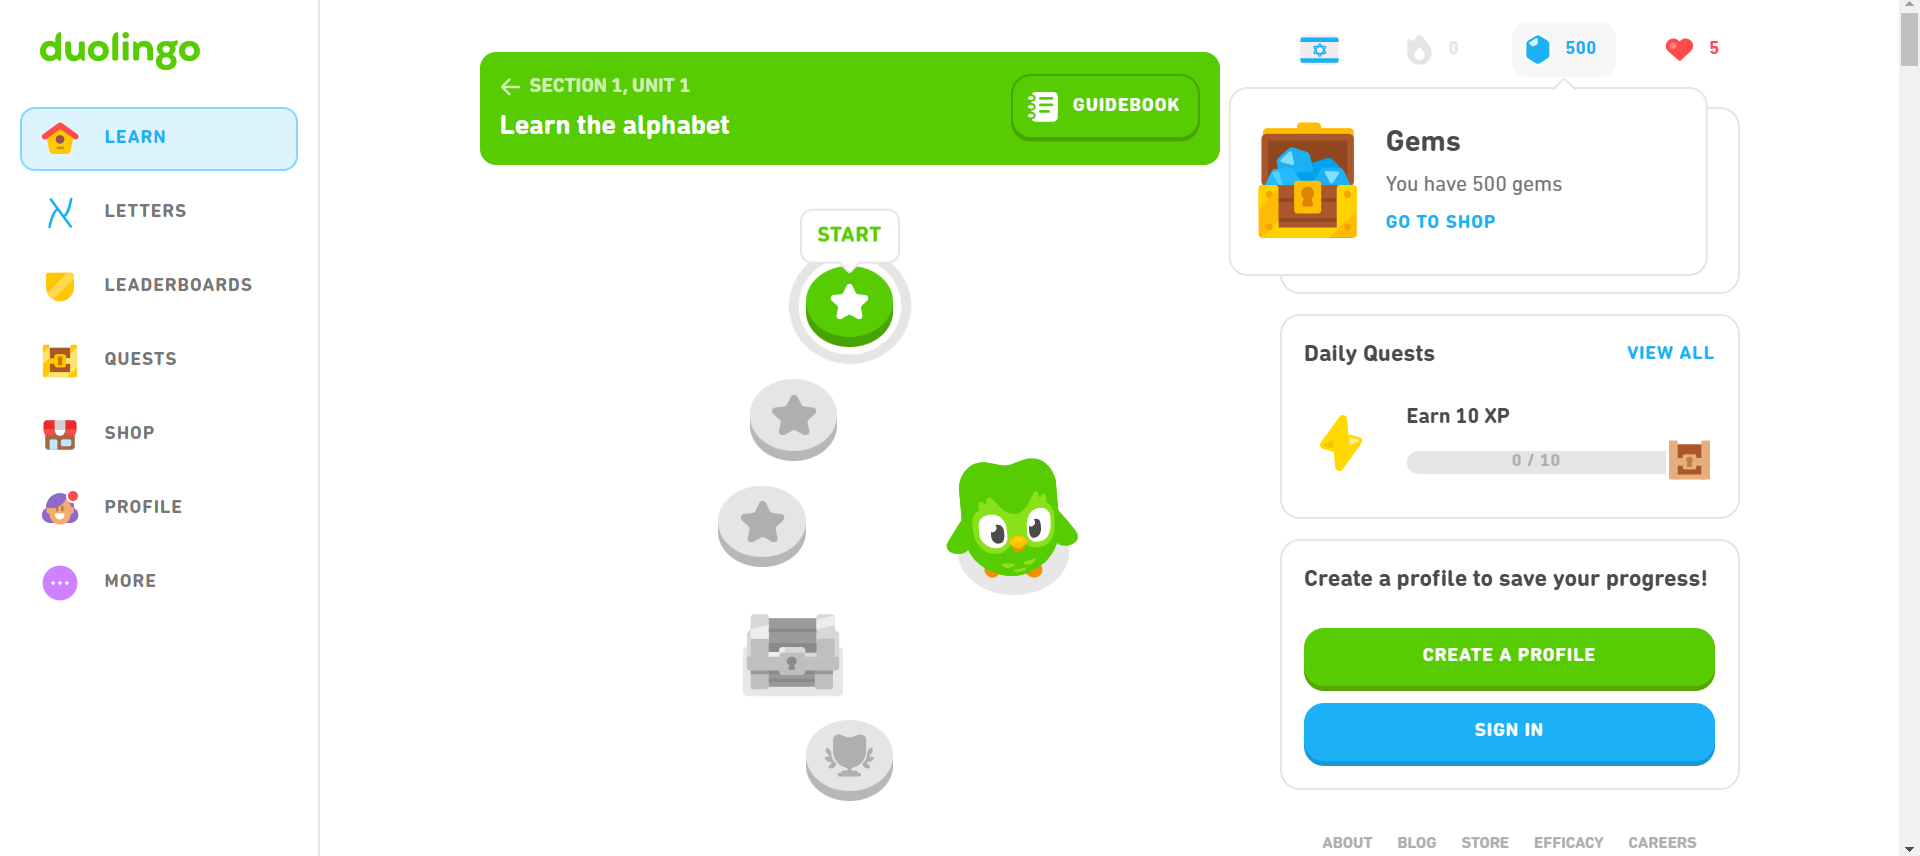 duolingo
LEARN
LETTERS
LEADERBOARDS
QUESTS
SHOP
PROFILE
MORE
SECTION 1, UNIT 1
Learn the alphabet
GUIDEBOOK
START
0
500
5
Gems
You have 500 gems
GO TO SHOP
Daily Quests
VIEW ALL
Earn 10 XP
0 / 10
Create a profile to save your progress!
CREATE A PROFILE
SIGN IN
ABOUT BLOG STORE EFFICACY CAREERS